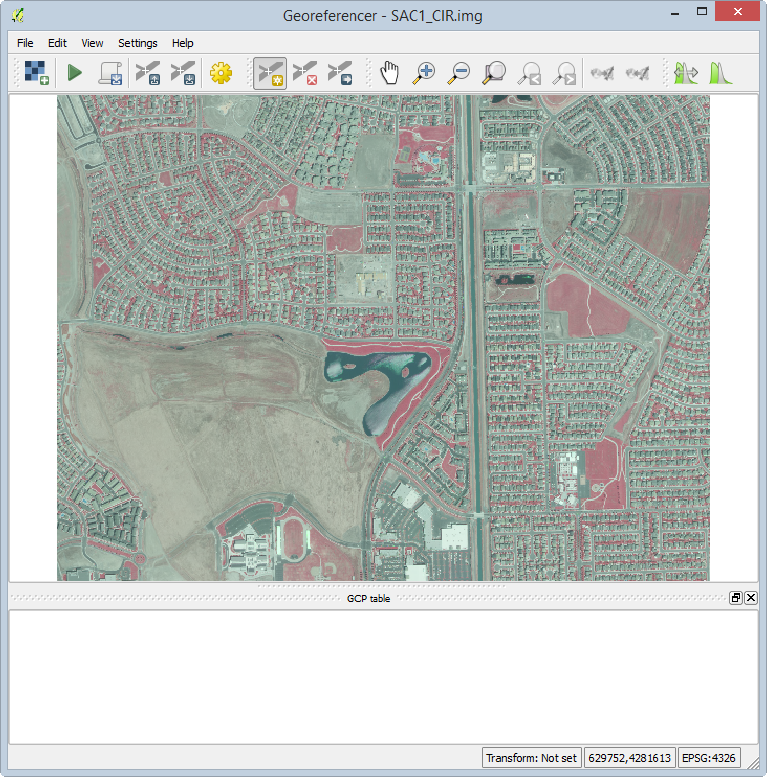 Georeferencer - SAC1_CIR.img
File Edit View Settings Help
GCP table
Transform: Not set 629752,4281613 EPSG:4326